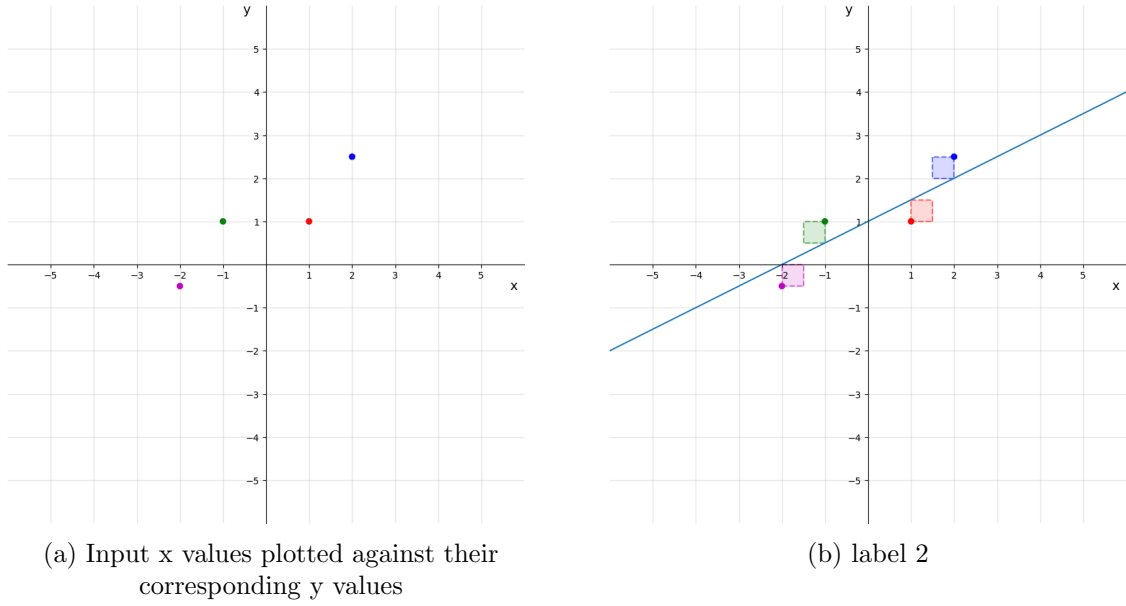 y
5
4
3
2
1
−5 −4 −3 −2 −1 1 2 3 4 5
x
−1
−2
−3
−4
−5
(a) Input x values plotted against their
corresponding y values
y
5
4
3
2
1
−5 −4 −3 −2 −1 1 2 3 4 5
x
−1
−2
−3
−4
−5
(b) label 2